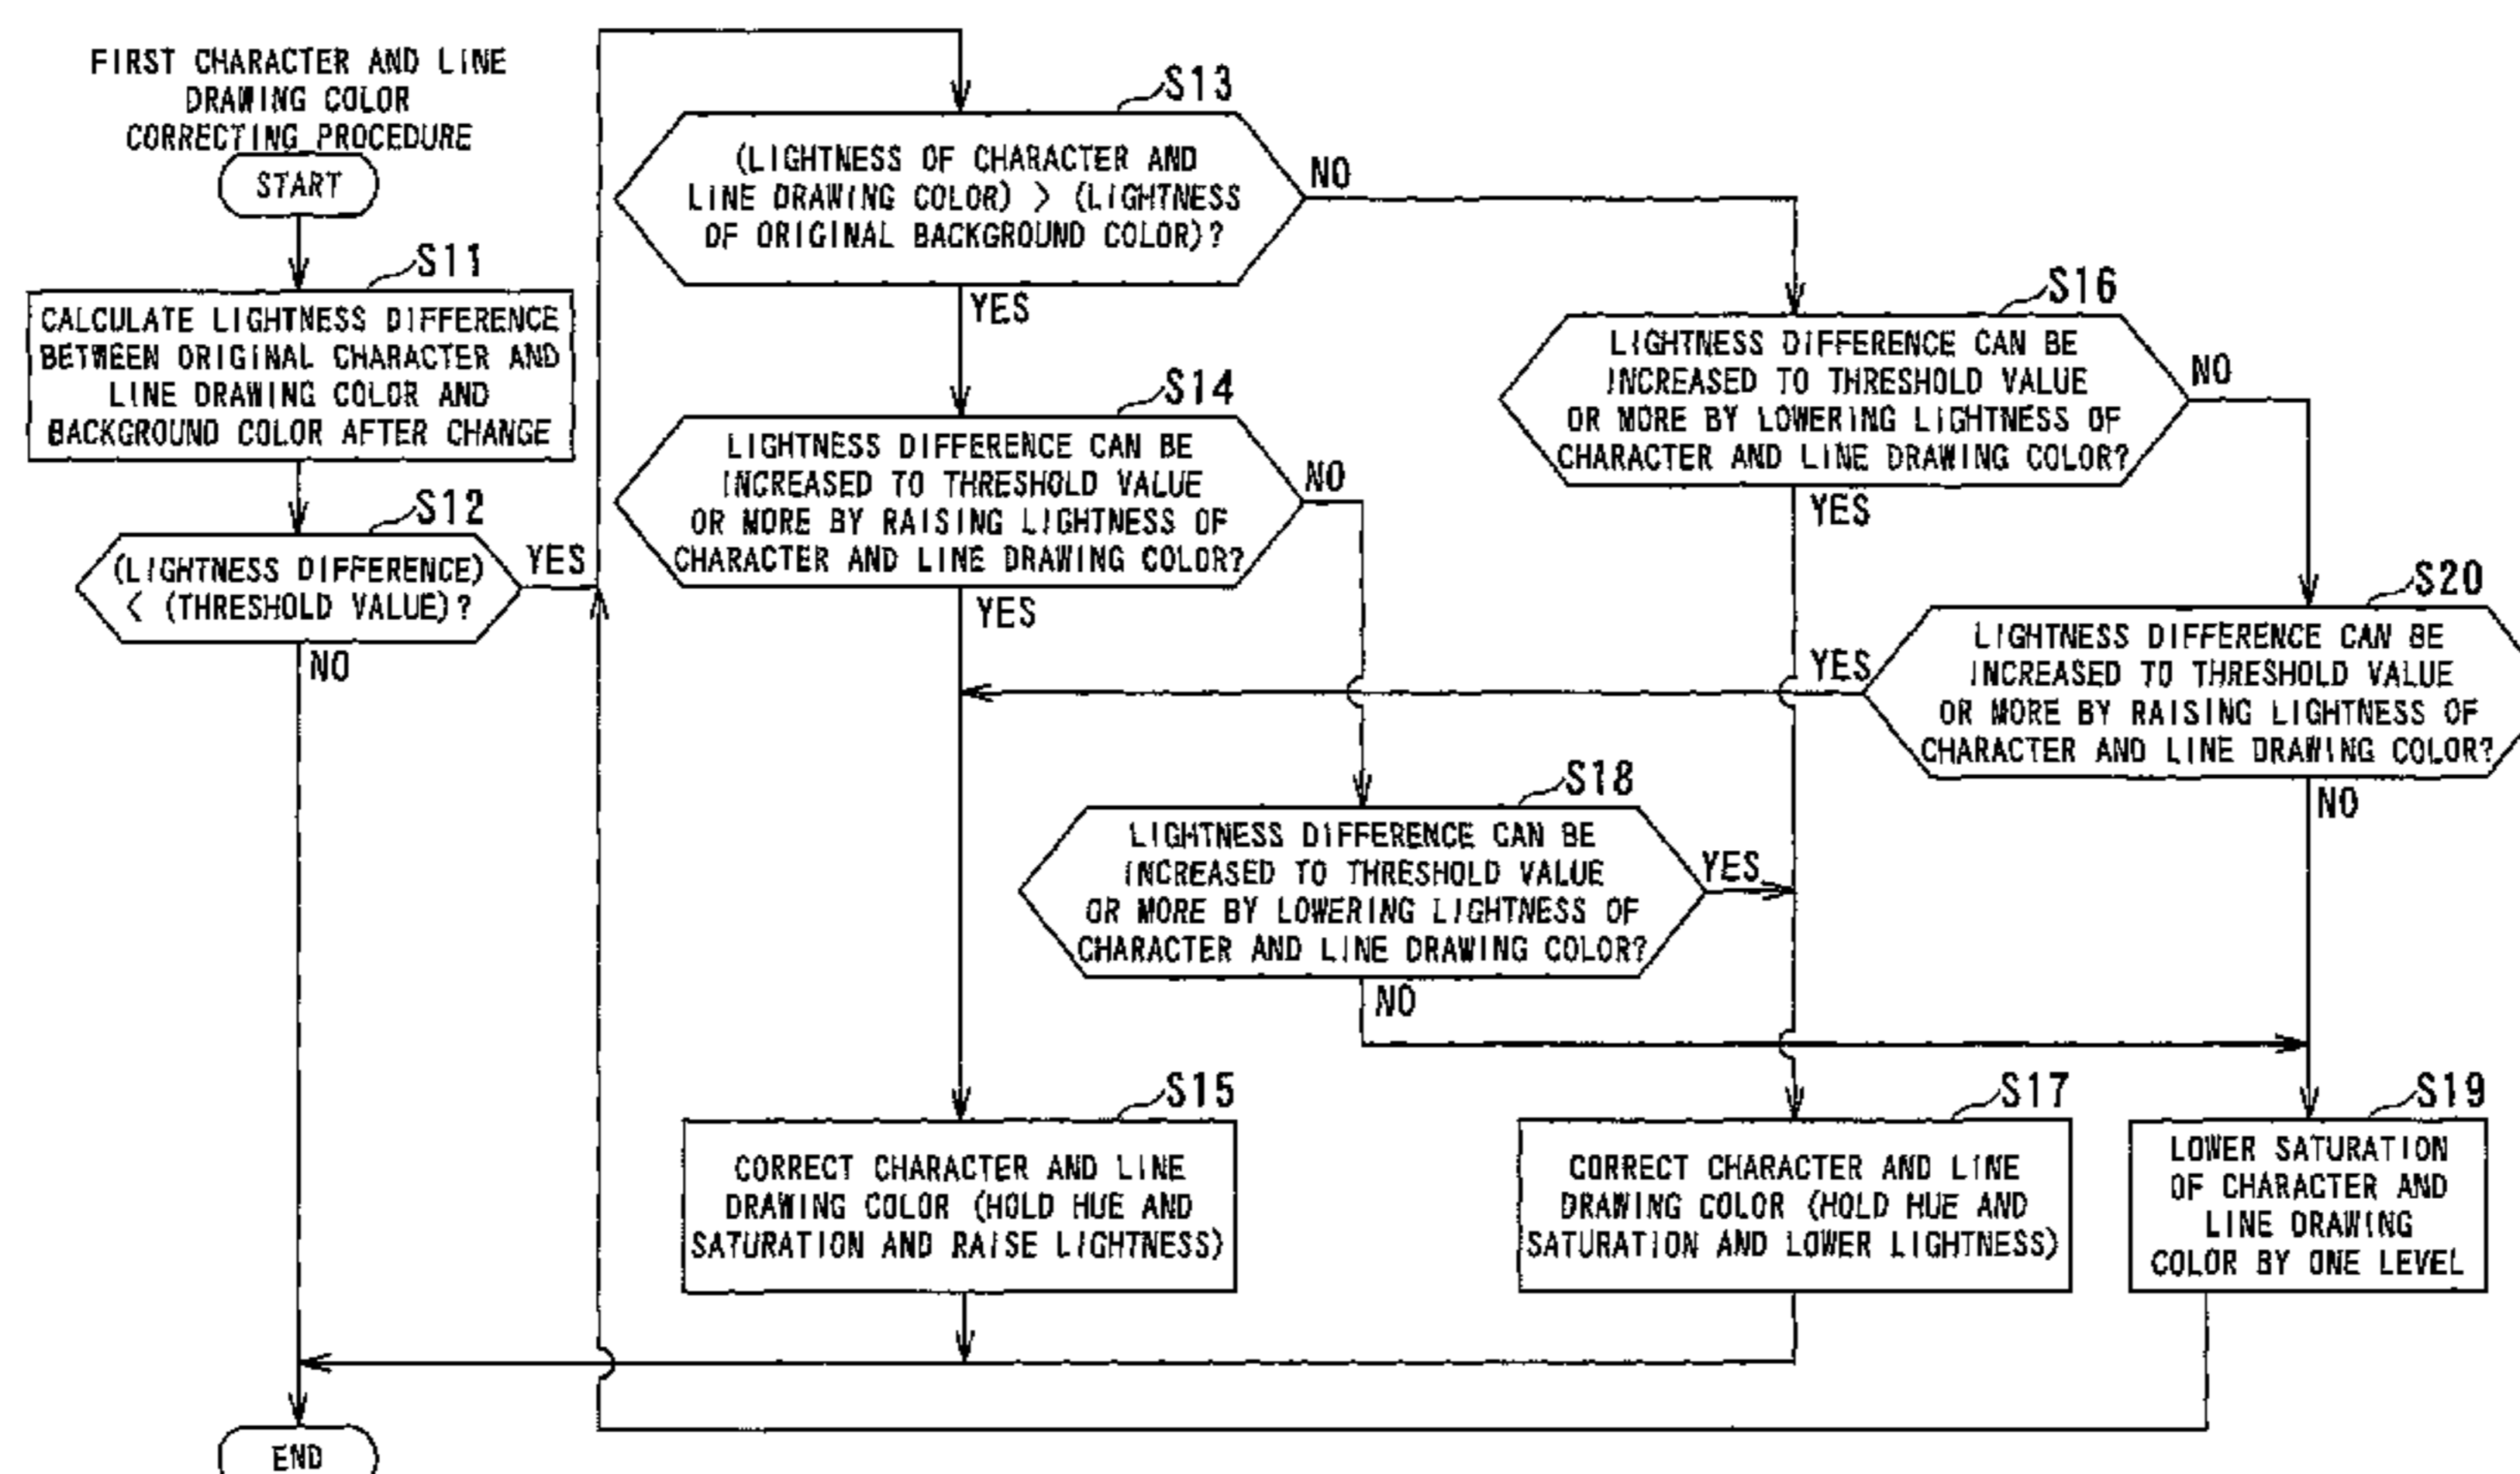 FIRST CHARACTER AND LINE
DRAWING COLOR
CORRECTING PROCEDURE
START
S11
CALCULATE LIGHTNESS DIFFERENCE
BETWEEN ORIGINAL CHARACTER AND
LINE DRAWING COLOR AND
BACKGROUND COLOR AFTER CHANGE
S12
(LIGHTNESS DIFFERENCE)
< (THRESHOLD VALUE)?
YES
NO
END
S13
(LIGHTNESS OF CHARACTER AND
LINE DRAWING COLOR) > (LIGHTNESS
OF ORIGINAL BACKGROUND COLOR)?
NO
YES
S14
LIGHTNESS DIFFERENCE CAN BE
INCREASED TO THRESHOLD VALUE
OR MORE BY RAISING LIGHTNESS OF
CHARACTER AND LINE DRAWING COLOR?
NO
YES
S16
LIGHTNESS DIFFERENCE CAN BE
INCREASED TO THRESHOLD VALUE
OR MORE BY LOWERING LIGHTNESS OF
CHARACTER AND LINE DRAWING COLOR?
NO
YES
S20
LIGHTNESS DIFFERENCE CAN BE
INCREASED TO THRESHOLD VALUE
OR MORE BY RAISING LIGHTNESS OF
CHARACTER AND LINE DRAWING COLOR?
YES
NO
S18
LIGHTNESS DIFFERENCE CAN BE
INCREASED TO THRESHOLD VALUE
OR MORE BY LOWERING LIGHTNESS OF
CHARACTER AND LINE DRAWING COLOR?
YES
NO
S15
CORRECT CHARACTER AND LINE
DRAWING COLOR (HOLD HUE AND
SATURATION AND RAISE LIGHTNESS)
S17
CORRECT CHARACTER AND LINE
DRAWING COLOR (HOLD HUE AND
SATURATION AND LOWER LIGHTNESS)
S19
LOWER SATURATION
OF CHARACTER AND
LINE DRAWING
COLOR BY ONE LEVEL